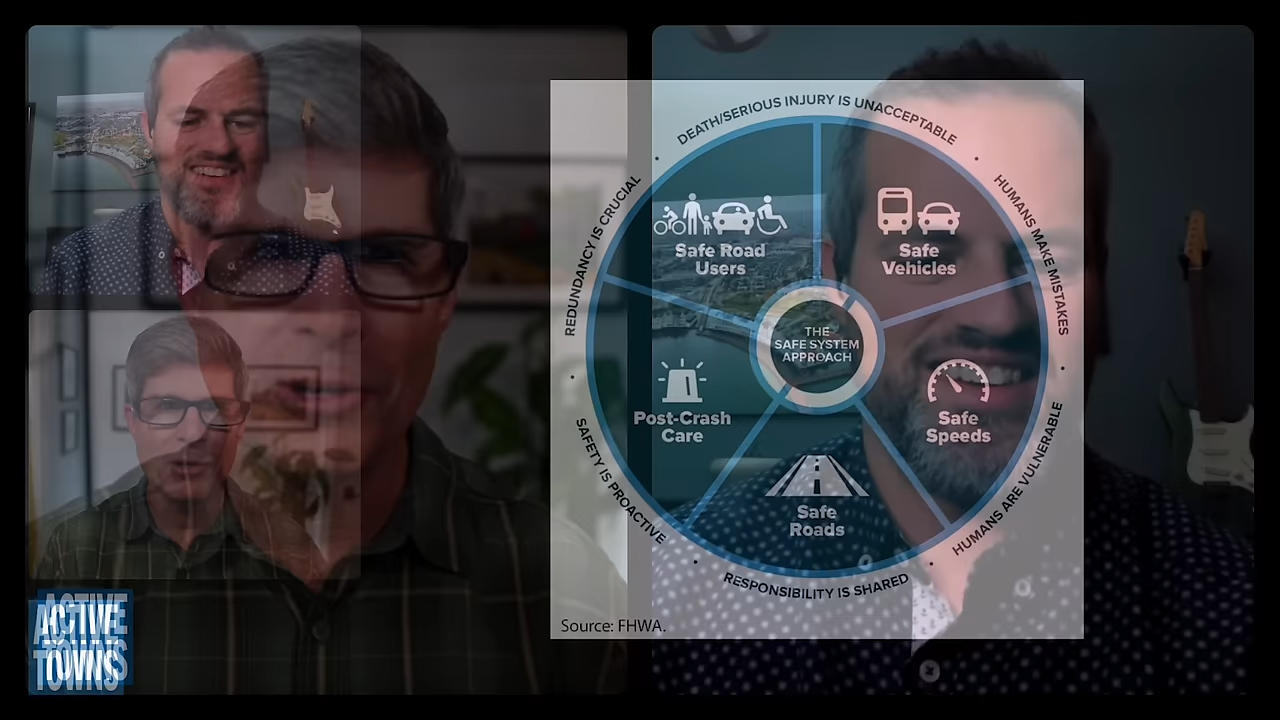 DEATH/SERIOUS INJURY IS UNACCEPTABLE
HUMANS MAKE MISTAKES
HUMANS ARE VULNERABLE
RESPONSIBILITY IS SHARED
SAFETY IS PROACTIVE
REDUNDANCY IS CRUCIAL
Safe Road
Users
Safe
Vehicles
THE
SAFE SYSTEM
APPROACH
Post-Crash
Care
Safe
Speeds
Safe
Roads
Source: FHWA.
ACTIVE
TOWNS